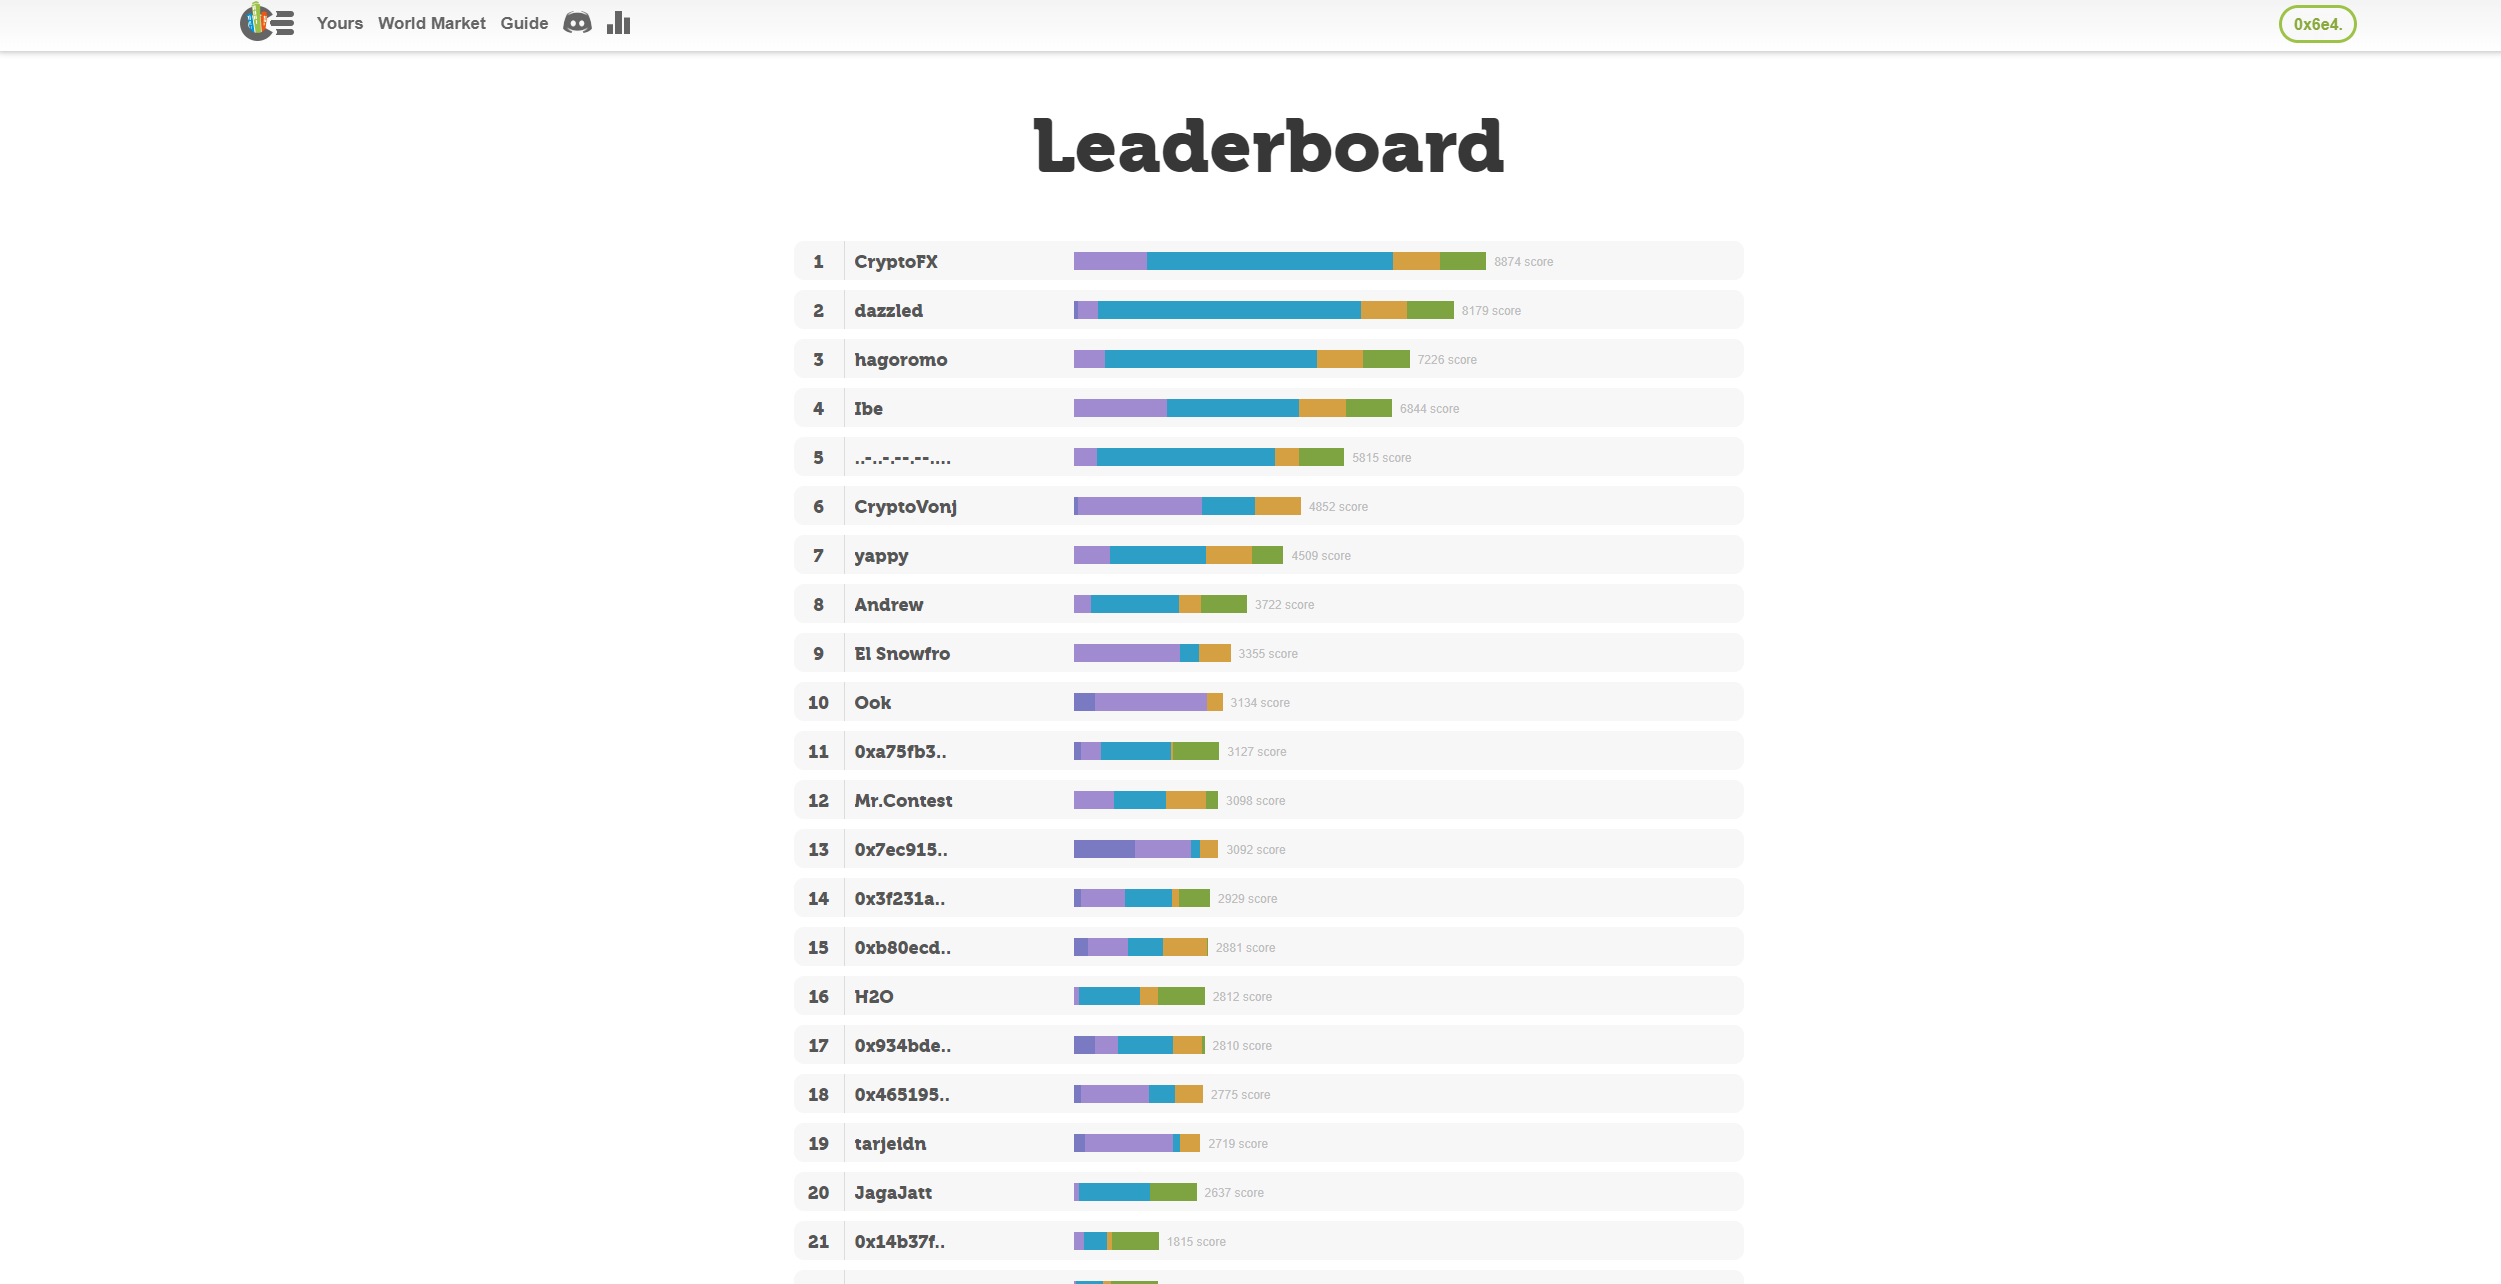 Yours World Market Guide 0x6e4.
Leaderboard
1 CryptoFX 8874 score
2 dazzled 8179 score
3 hagoromo 7226 score
4 Ibe 6844 score
5 ..-..-.--.--.... 5815 score
6 CryptoVonj 4852 score
7 yappy 4509 score
8 Andrew 3722 score
9 El Snowfro 3355 score
10 Ook 3134 score
11 0xa75fb3.. 3127 score
12 Mr.Contest 3098 score
13 0x7ec915.. 3092 score
14 0x3f231a.. 2929 score
15 0xb80ecd.. 2881 score
16 H2O 2812 score
17 0x934bde.. 2810 score
18 0x465195.. 2775 score
19 tarjeidn 2719 score
20 JagaJatt 2637 score
21 0x14b37f.. 1815 score